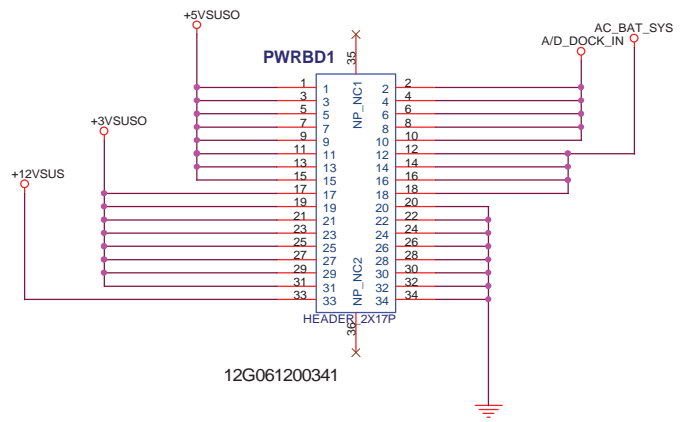 +5VSUSO
AC_BAT_SYS
A/D_DOCK_IN
PWRBD1
35
NP_NC1
1 1 2 2
3 3 4 4
5 5 6 6
7 7 8 8
9 9 10 10
11 11 12 12
13 13 14 14
15 15 16 16
17 17 18 18
19 19 20 20
21 21 22 22
23 23 24 24
25 25 26 26
27 27 28 28
29 29 30 30
31 31 32 32
33 33 34 34
+3VSUSO
+12VSUS
NP_NC2
HEADER_2X17P
36
12G061200341